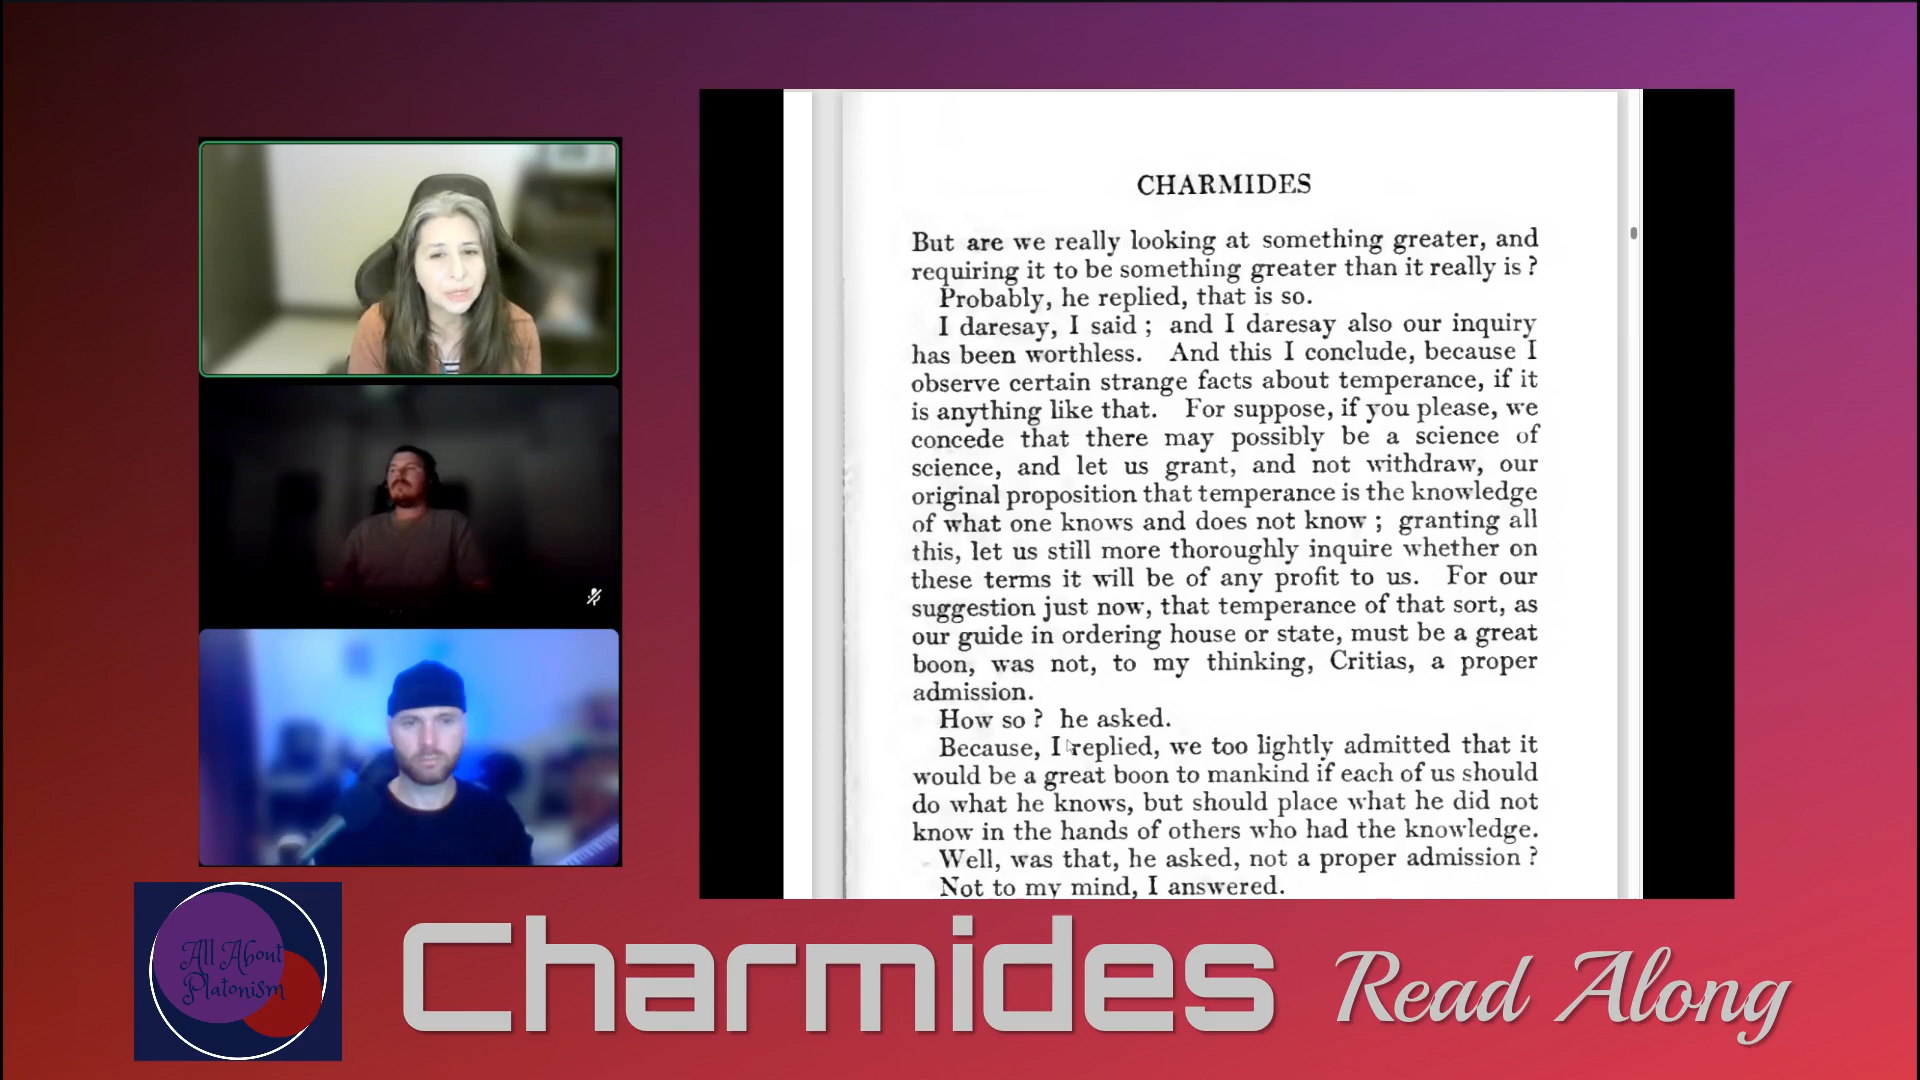 CHARMIDES
But are we really looking at something greater, and
requiring it to be something greater than it really is ?
Probably, he replied, that is so.
I daresay, I said ; and I daresay also our inquiry
has been worthless. And this I conclude, because I
observe certain strange facts about temperance, if it
is anything like that. For suppose, if you please, we
concede that there may possibly be a science of
science, and let us grant, and not withdraw, our
original proposition that temperance is the knowledge
of what one knows and does not know ; granting all
this, let us still more thoroughly inquire whether on
these terms it will be of any profit to us. For our
suggestion just now, that temperance of that sort, as
our guide in ordering house or state, must be a great
boon, was not, to my thinking, Critias, a proper
admission.
How so ? he asked.
Because, I replied, we too lightly admitted that it
would be a great boon to mankind if each of us should
do what he knows, but should place what he did not
know in the hands of others who had the knowledge.
Well, was that, he asked, not a proper admission ?
Not to my mind, I answered.
All About
Platonism
Charmides Read Along